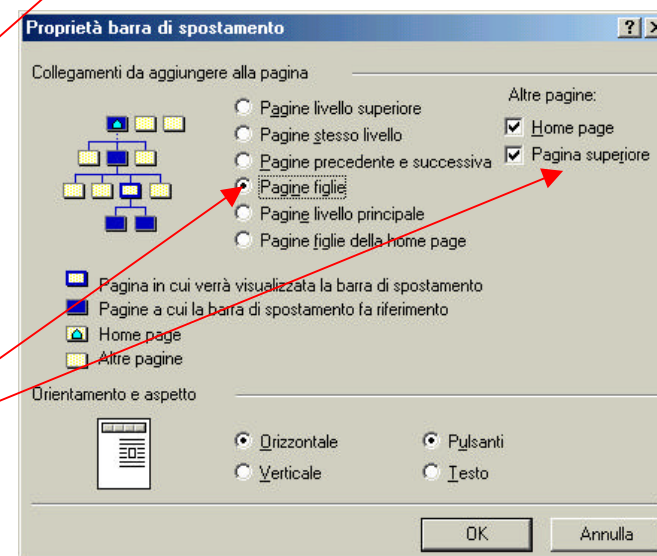 Proprietà barra di spostamento
Collegamenti da aggiungere alla pagina
Pagine livello superiore
Pagine stesso livello
Pagine precedente e successiva
Pagine figlie
Pagine livello principale
Pagine figlie della home page
Altre pagine:
Home page
Pagina superiore
Pagina in cui verrà visualizzata la barra di spostamento
Pagine a cui la barra di spostamento fa riferimento
Home page
Altre pagine
Orientamento e aspetto
Orizzontale
Verticale
Pulsanti
Testo
OK
Annulla